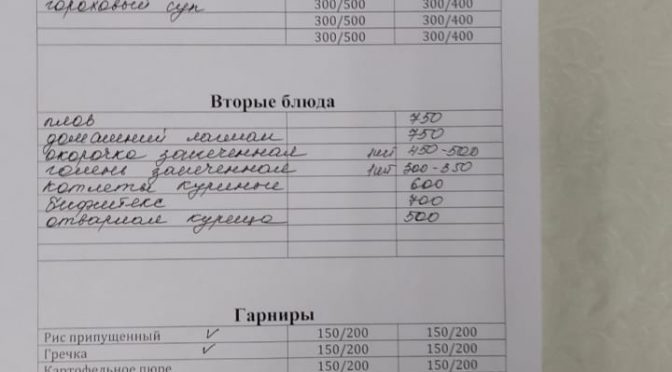 гороховый суп 300/500 300/400
300/500 300/400
300/500 300/400
Вторые блюда
плов 750
домашний лагман 750
окорочка запеченная 1шт 450-500
голень запеченная 1шт 300-350
котлеты куринные 600
бифштекс 700
отварная курица 500
Гарниры
Рис припущенный ✓ 150/200 150/200
Гречка ✓ 150/200 150/200
Картофельное пюре 150/200 150/200